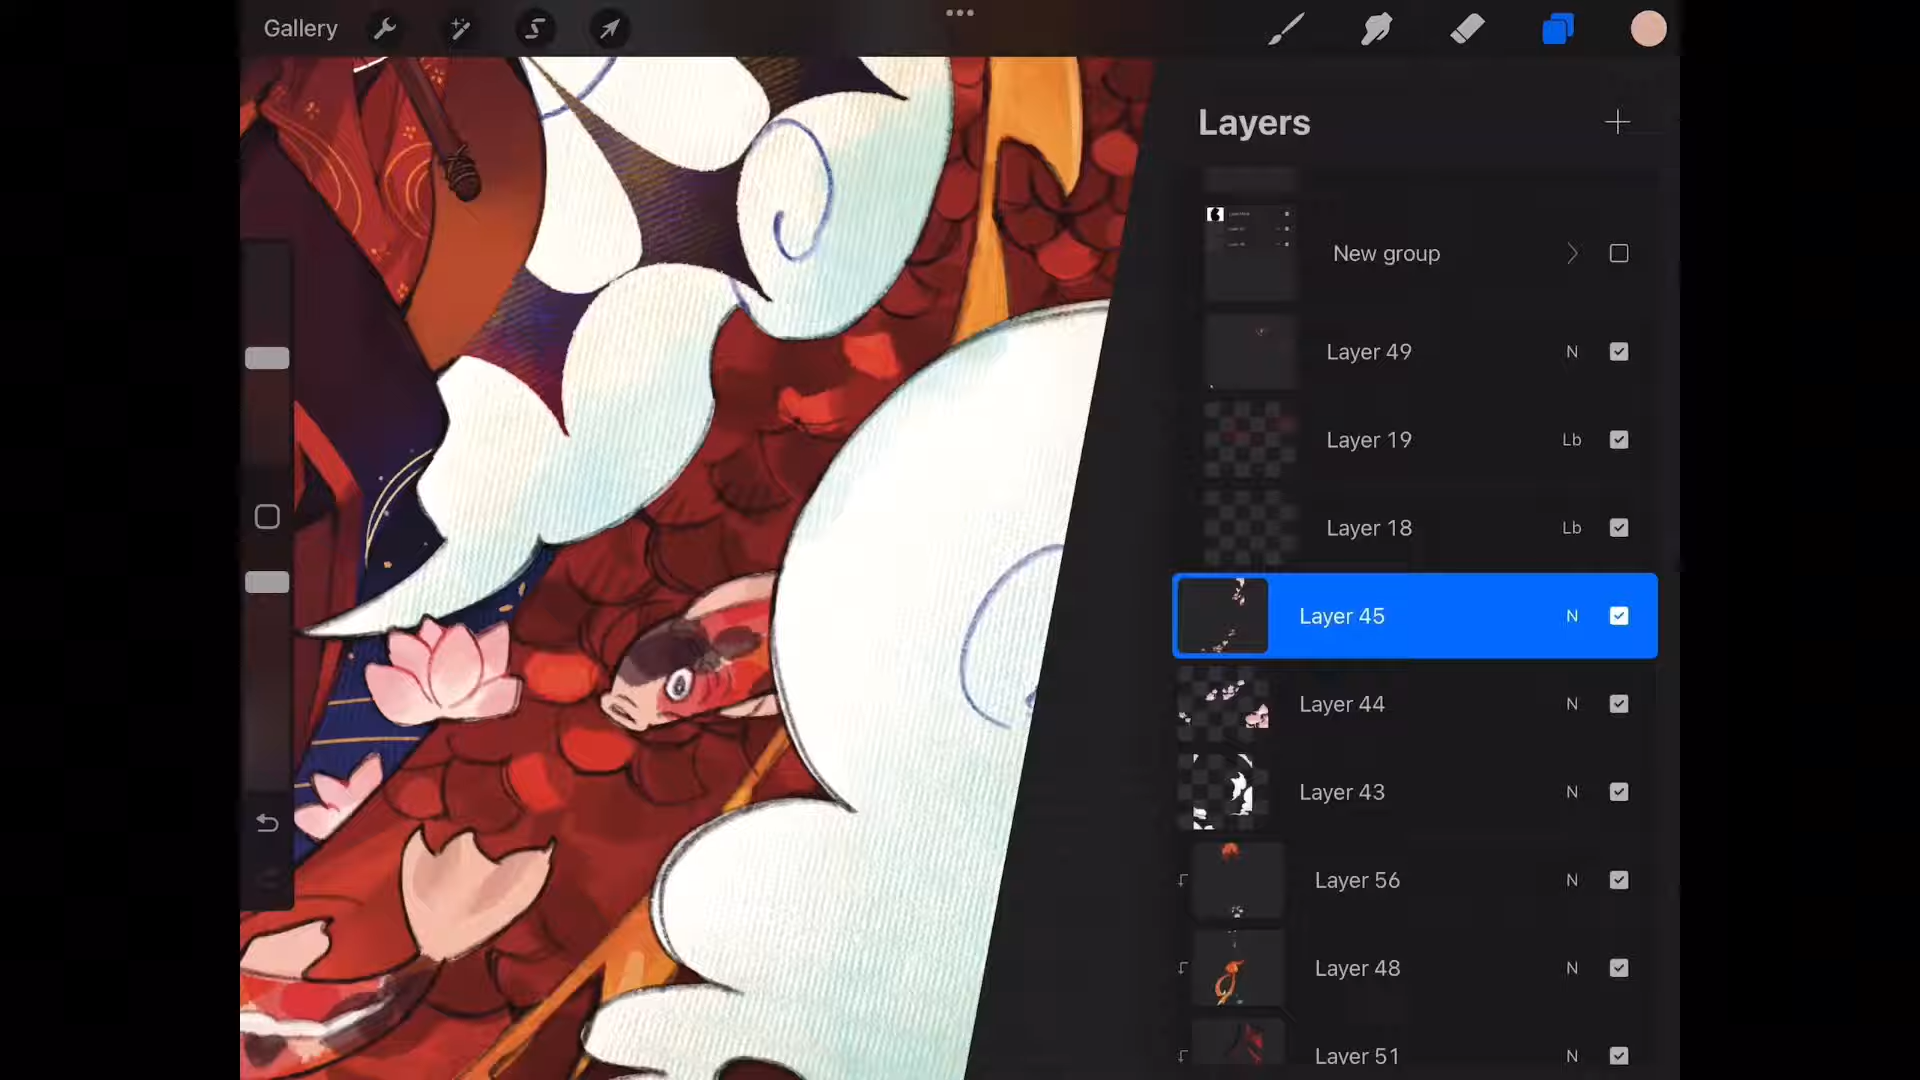 Gallery
Layers
New group
Layer 49 N
Layer 19 Lb
Layer 18 Lb
Layer 45 N
Layer 44 N
Layer 43 N
Layer 56 N
Layer 48 N
Layer 51 N